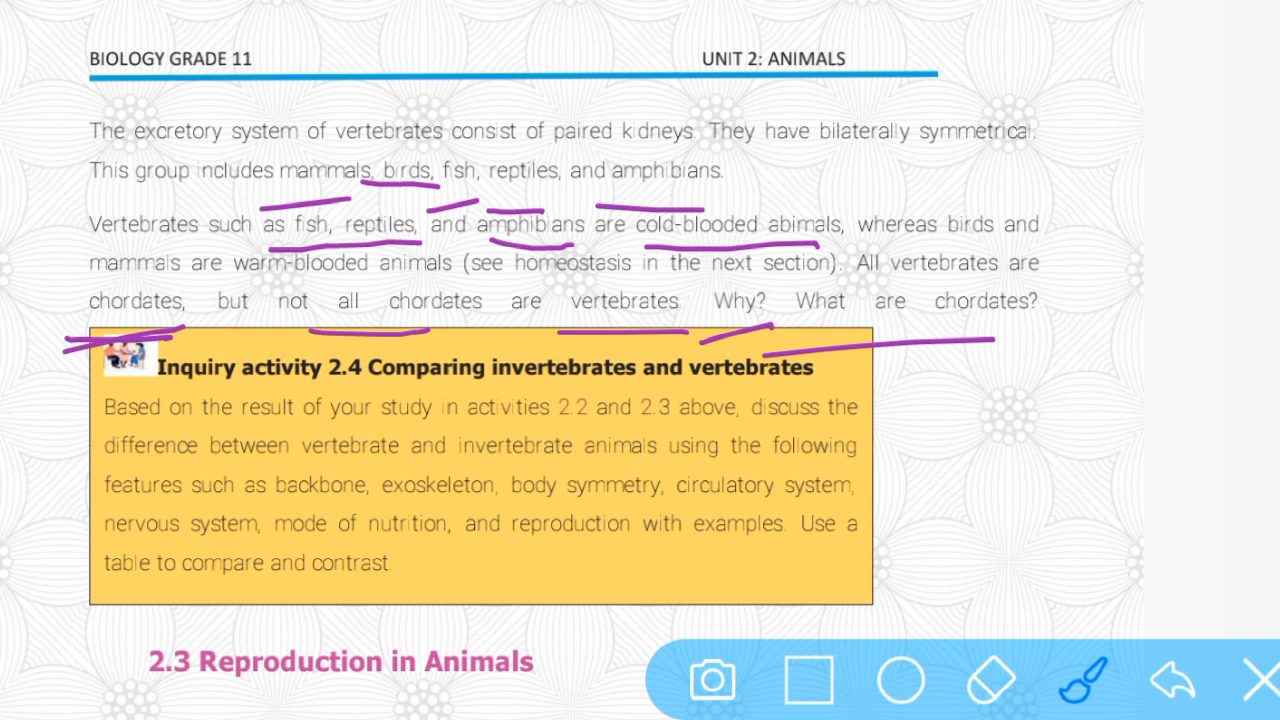 BIOLOGY GRADE 11 UNIT 2: ANIMALS
The excretory system of vertebrates consist of paired kidneys. They have bilaterally symmetrical.
This group includes mammals, birds, fish, reptiles, and amphibians.
Vertebrates such as fish, reptiles, and amphibians are cold-blooded abimals, whereas birds and
mammals are warm-blooded animals (see homeostasis in the next section). All vertebrates are
chordates, but not all chordates are vertebrates. Why? What are chordates?
Inquiry activity 2.4 Comparing invertebrates and vertebrates
Based on the result of your study in activities 2.2 and 2.3 above, discuss the
difference between vertebrate and invertebrate animals using the following
features such as backbone, exoskeleton, body symmetry, circulatory system,
nervous system, mode of nutrition, and reproduction with examples. Use a
table to compare and contrast.
2.3 Reproduction in Animals